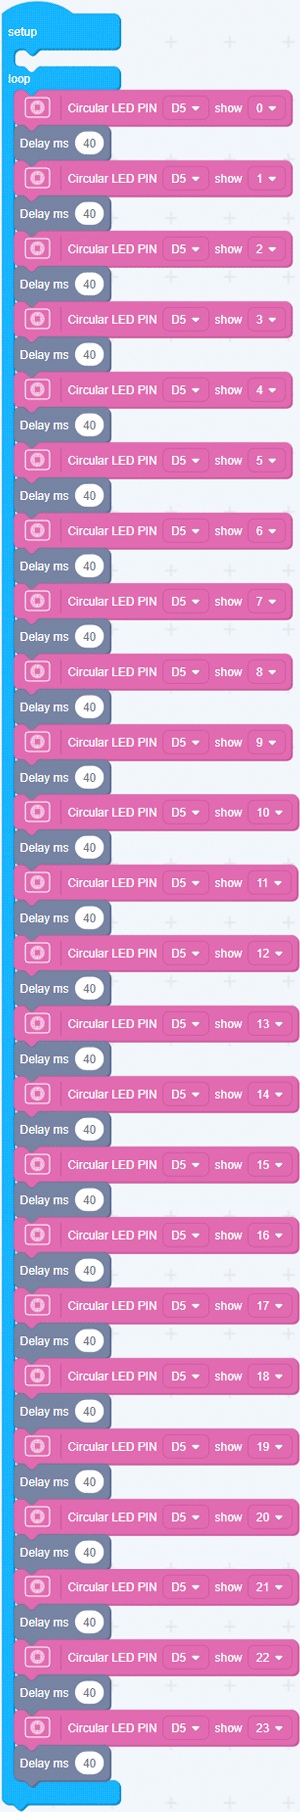 setup
loop
Circular LED PIN D5 show 0
Delay ms 40
Circular LED PIN D5 show 1
Delay ms 40
Circular LED PIN D5 show 2
Delay ms 40
Circular LED PIN D5 show 3
Delay ms 40
Circular LED PIN D5 show 4
Delay ms 40
Circular LED PIN D5 show 5
Delay ms 40
Circular LED PIN D5 show 6
Delay ms 40
Circular LED PIN D5 show 7
Delay ms 40
Circular LED PIN D5 show 8
Delay ms 40
Circular LED PIN D5 show 9
Delay ms 40
Circular LED PIN D5 show 10
Delay ms 40
Circular LED PIN D5 show 11
Delay ms 40
Circular LED PIN D5 show 12
Delay ms 40
Circular LED PIN D5 show 13
Delay ms 40
Circular LED PIN D5 show 14
Delay ms 40
Circular LED PIN D5 show 15
Delay ms 40
Circular LED PIN D5 show 16
Delay ms 40
Circular LED PIN D5 show 17
Delay ms 40
Circular LED PIN D5 show 18
Delay ms 40
Circular LED PIN D5 show 19
Delay ms 40
Circular LED PIN D5 show 20
Delay ms 40
Circular LED PIN D5 show 21
Delay ms 40
Circular LED PIN D5 show 22
Delay ms 40
Circular LED PIN D5 show 23
Delay ms 40